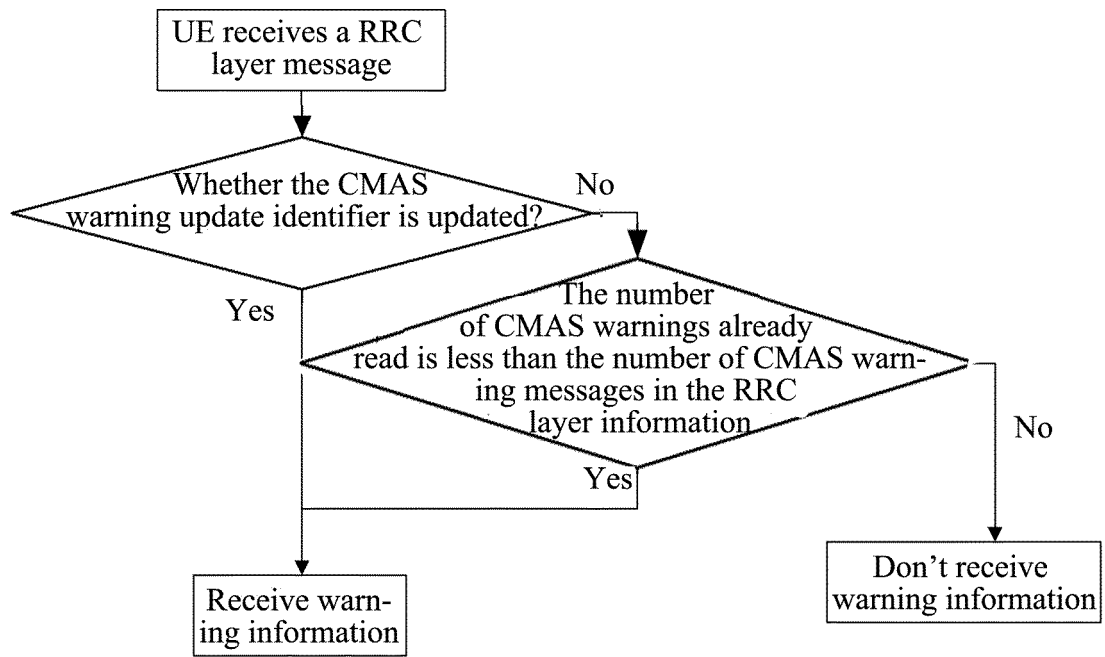 UE receives a RRC
layer message
Whether the CMAS
warning update identifier is updated?
No
Yes
The number
of CMAS warnings already
read is less than the number of CMAS warn-
ing messages in the RRC
layer information
No
Yes
Receive warn-
ing information
Don't receive
warning information